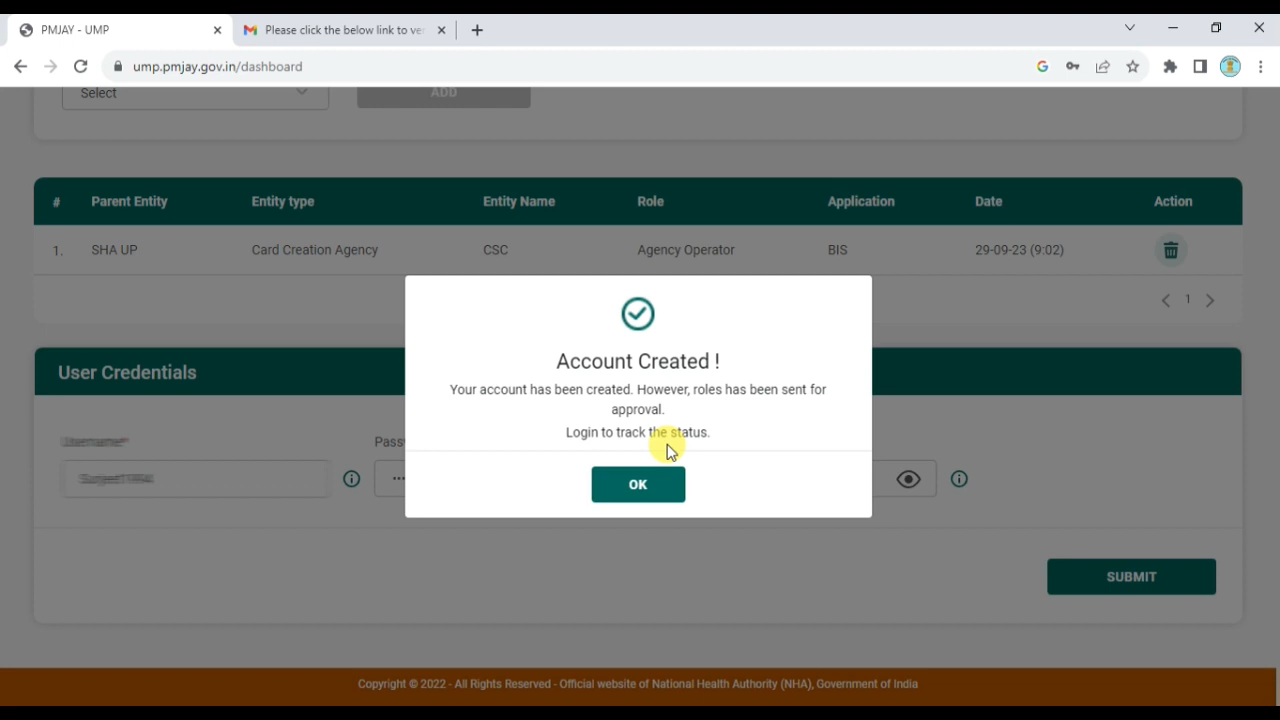 PMJAY - UMP
Please click the below link to ver
ump.pmjay.gov.in/dashboard
Select
ADD
# Parent Entity Entity type Entity Name Role Application Date Action
1. SHA UP Card Creation Agency CSC Agency Operator BIS 29-09-23 (9:02)
1
Account Created !
Your account has been created. However, roles has been sent for
approval.
Login to track the status.
OK
User Credentials
Passw
SUBMIT
Copyright © 2022 - All Rights Reserved - Official website of National Health Authority (NHA), Government of India